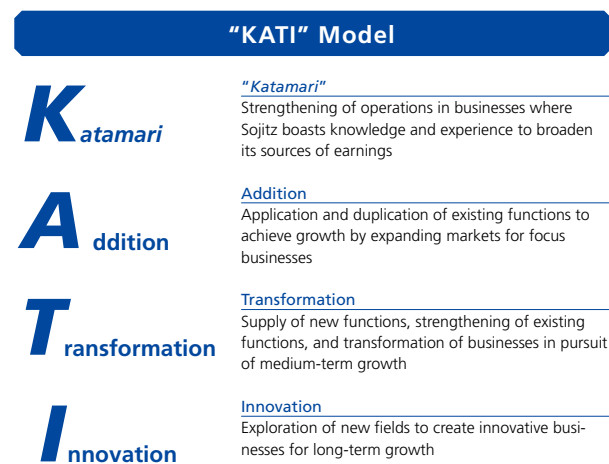 “KATI” Model
Katamari
“Katamari”
Strengthening of operations in businesses where
Sojitz boasts knowledge and experience to broaden
its sources of earnings
Addition
Addition
Application and duplication of existing functions to
achieve growth by expanding markets for focus
businesses
Transformation
Transformation
Supply of new functions, strengthening of existing
functions, and transformation of businesses in pursuit
of medium-term growth
Innovation
Innovation
Exploration of new fields to create innovative busi-
nesses for long-term growth